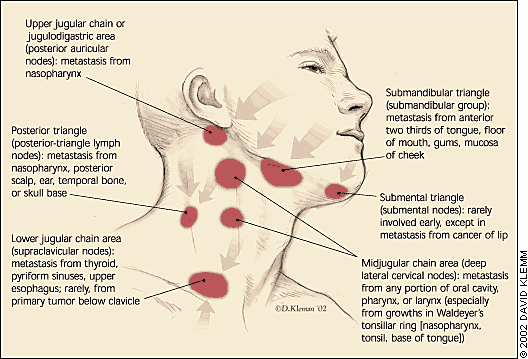 Upper jugular chain or
jugulodigastric area
(posterior auricular
nodes): metastasis from
nasopharynx
Posterior triangle
(posterior-triangle lymph
nodes): metastasis from
nasopharynx, posterior
scalp, ear, temporal bone,
or skull base
Lower jugular chain area
(supraclavicular nodes):
metastasis from thyroid,
pyriform sinuses, upper
esophagus; rarely, from
primary tumor below clavicle
Submandibular triangle
(submandibular group):
metastasis from anterior
two thirds of tongue, floor
of mouth, gums, mucosa
of cheek
Submental triangle
(submental nodes): rarely
involved early, except in
metastasis from cancer of lip
Midjugular chain area (deep
lateral cervical nodes): metastasis
from any portion of oral cavity,
pharynx, or larynx (especially
from growths in Waldeyer's
tonsillar ring [nasopharynx,
tonsil, base of tongue])
©D.Klemm '02
© 2002 DAVID KLEMM